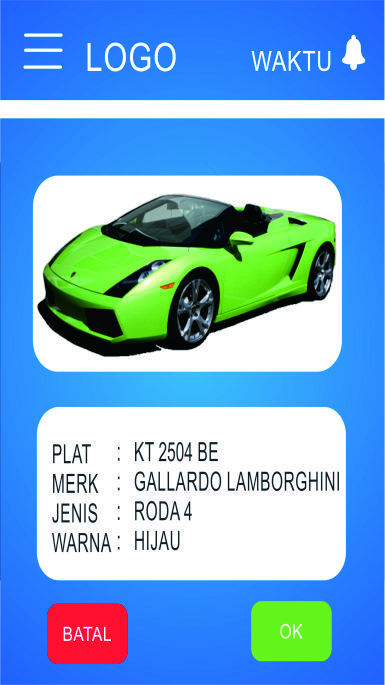 LOGO WAKTU
PLAT : KT 2504 BE
MERK : GALLARDO LAMBORGHINI
JENIS : RODA 4
WARNA : HIJAU
BATAL OK